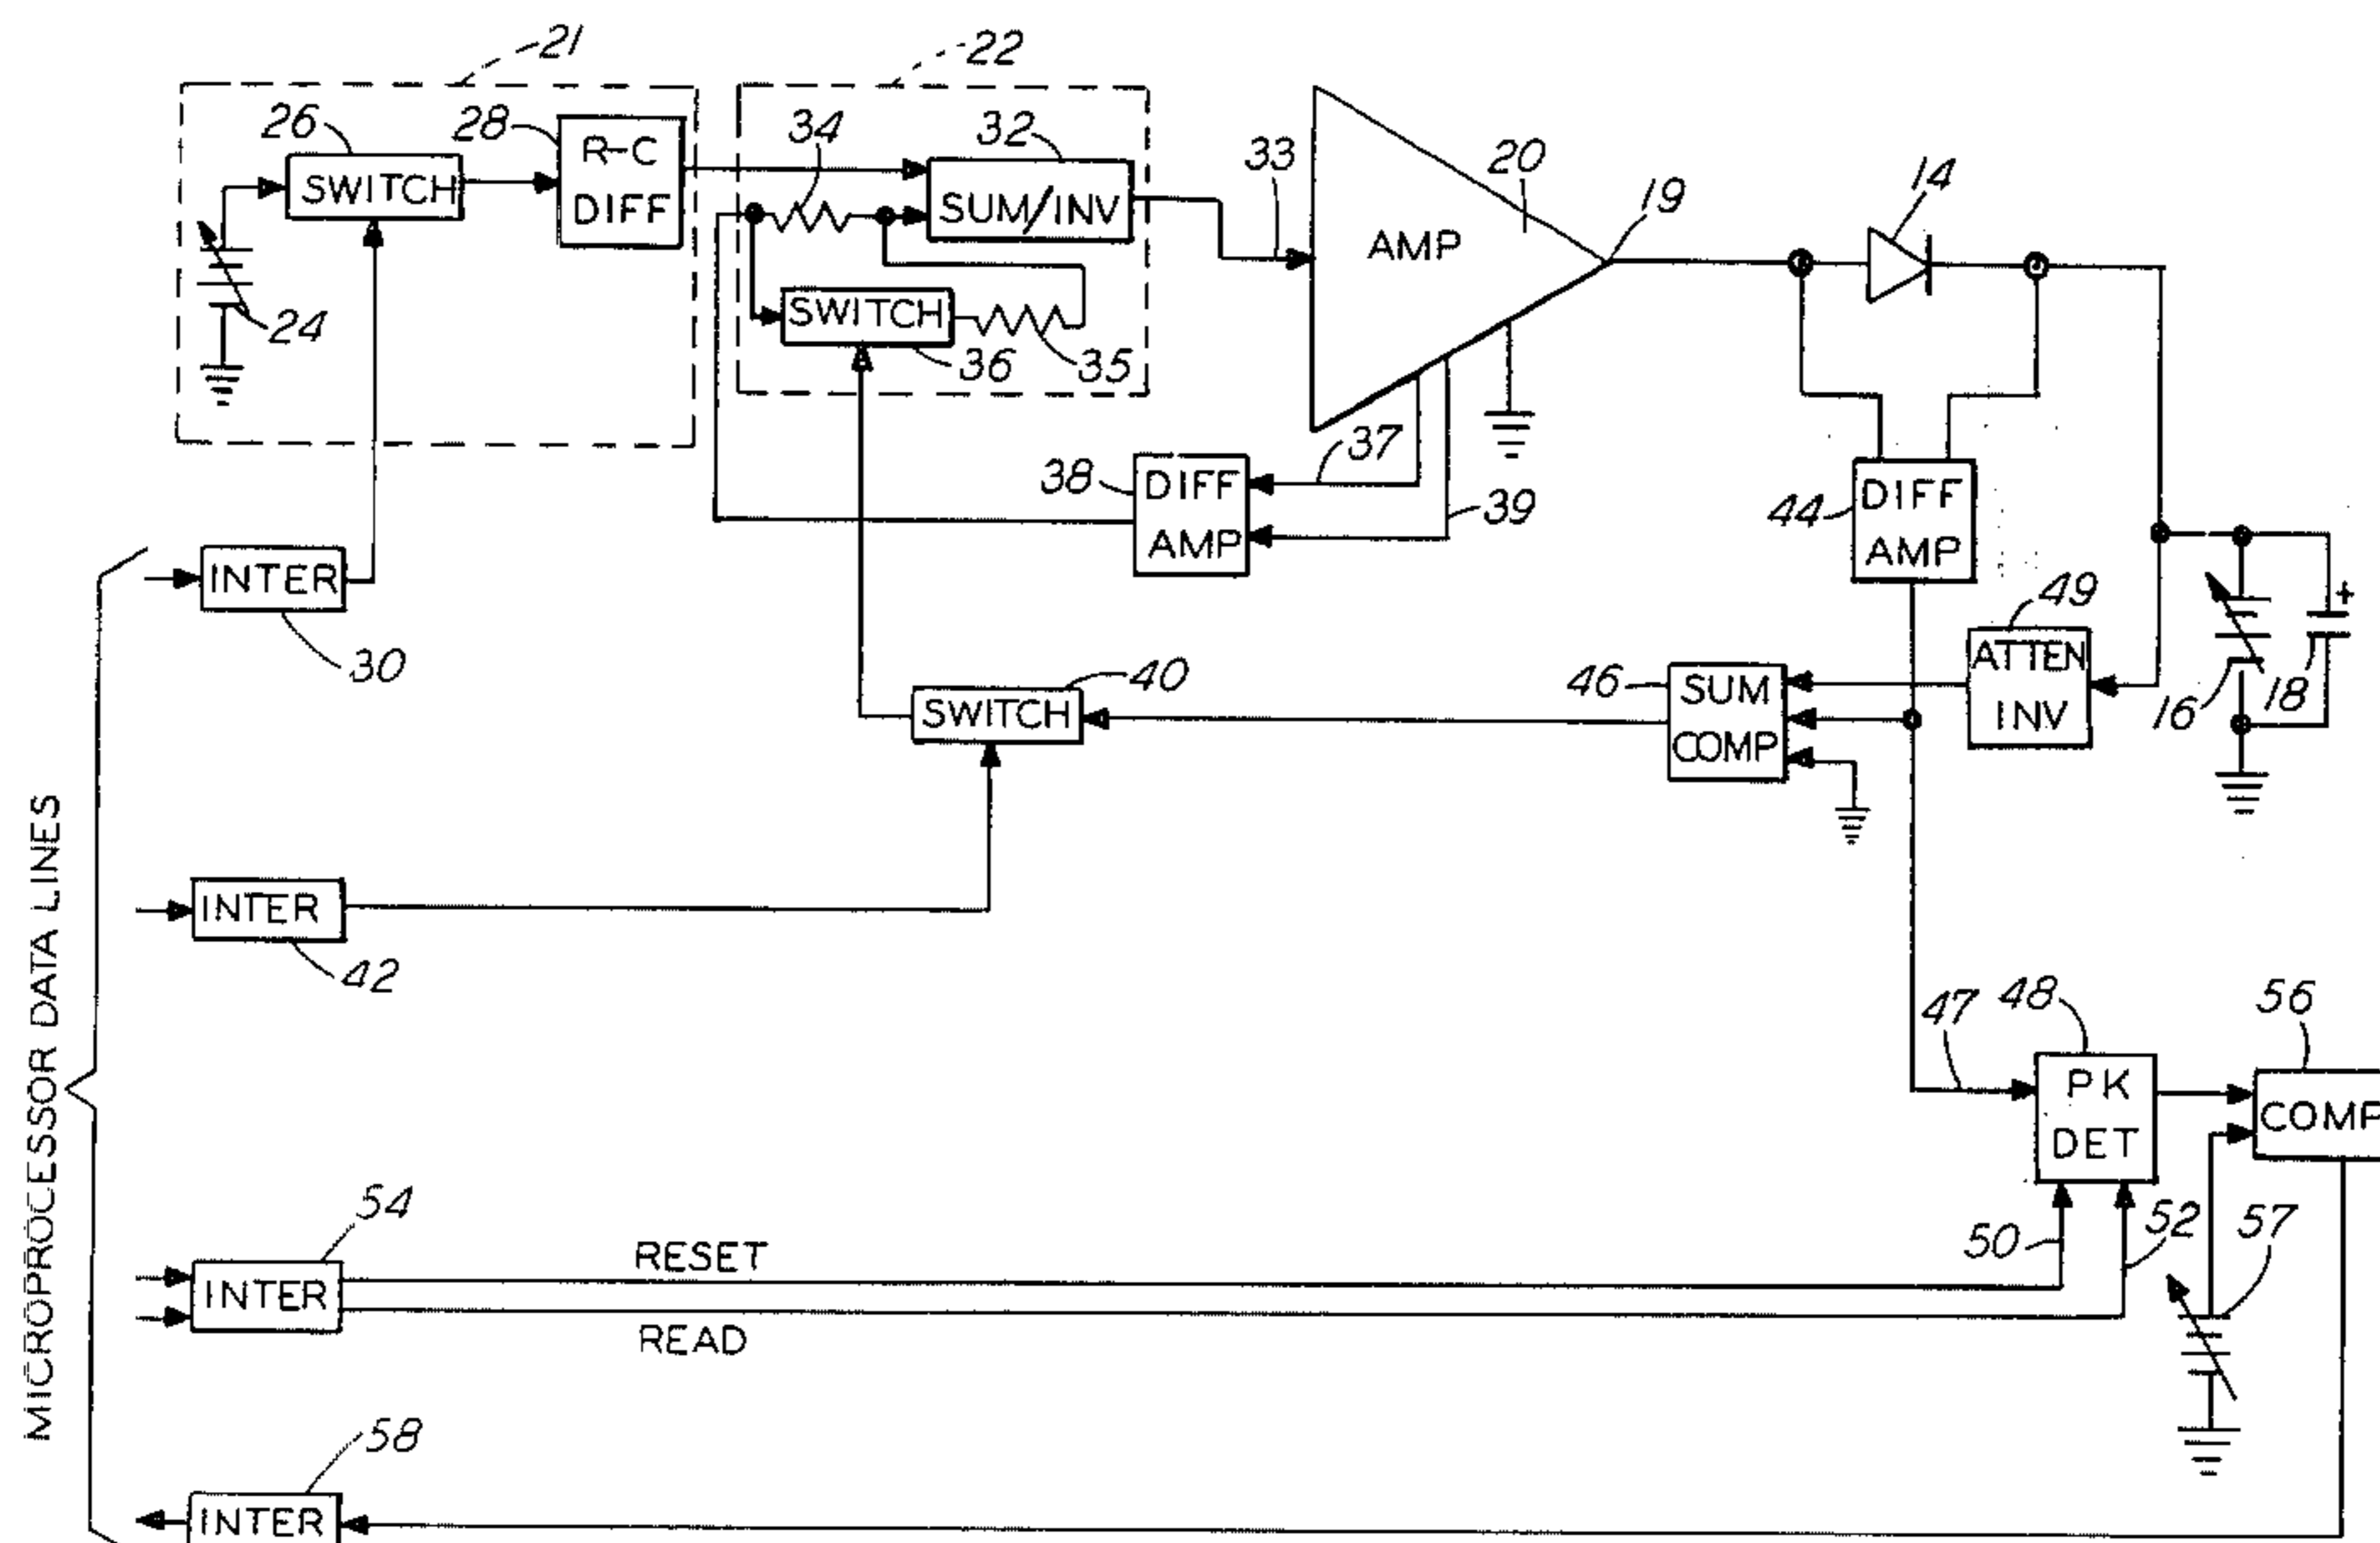 21
22
26
28
34
32
33
20
19
14
R-C
DIFF
SWITCH
SUM/INV
AMP
24
SWITCH
36
35
37
38
DIFF
AMP
39
44
DIFF
AMP
INTER
30
49
ATTEN
INV
+
16
18
40
SWITCH
46
SUM
COMP
MICROPROCESSOR DATA LINES
INTER
42
47
48
56
PK
DET
COMP
54
INTER
RESET
READ
50
52
57
58
INTER